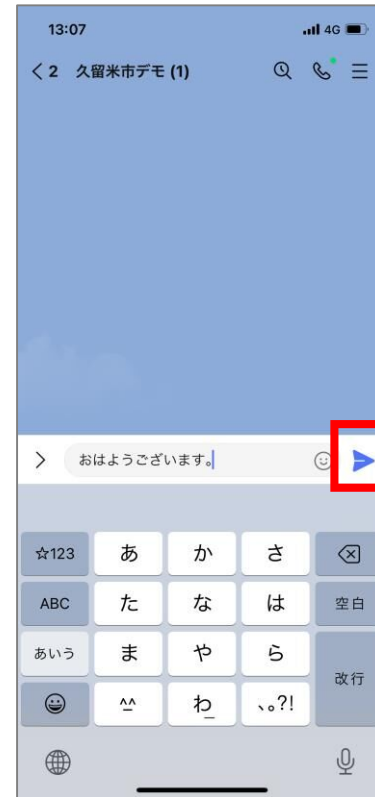 13:07 4G
2 久留米市デモ (1)
おはようございます。
☆123 あ か さ
ABC た な は 空白
あいう ま や ら 改行
^^ わ 、。?!